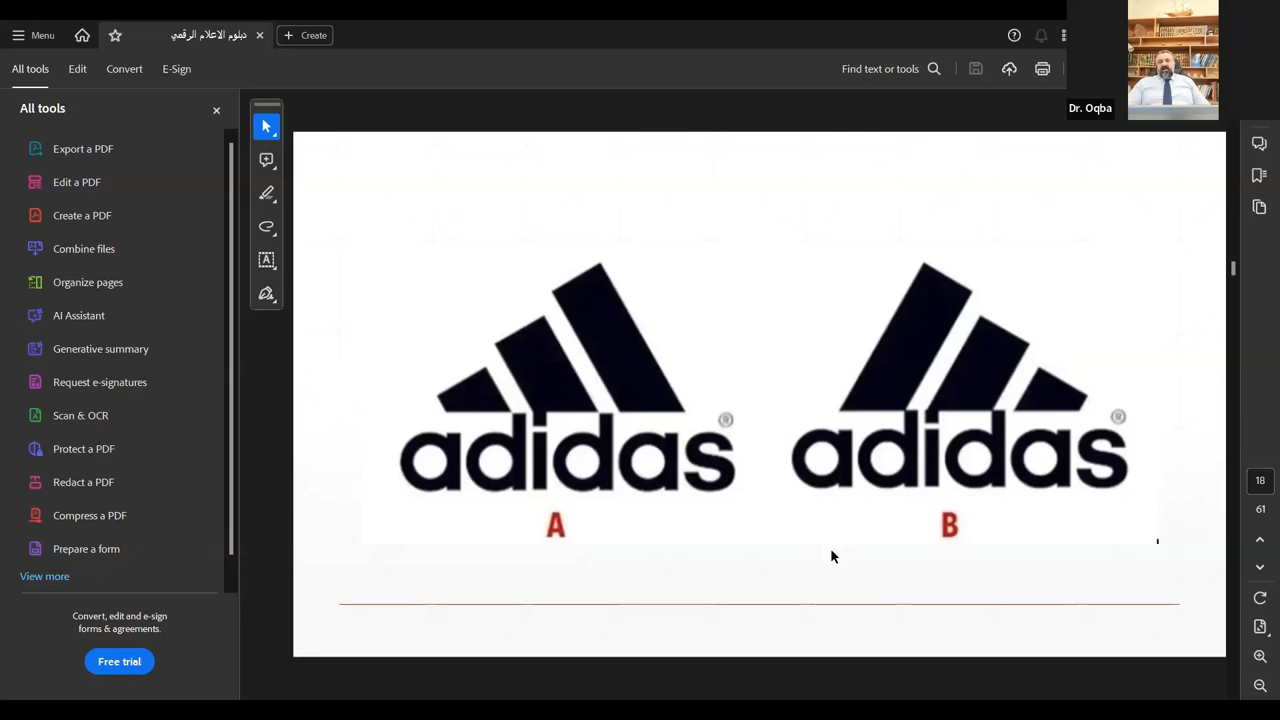 Menu
دبلوم الاعلام الرقمي
Create
All tools
Edit
Convert
E-Sign
Find text or tools
Dr. Oqba
All tools
Export a PDF
Edit a PDF
Create a PDF
Combine files
Organize pages
AI Assistant
Generative summary
Request e-signatures
Scan & OCR
Protect a PDF
Redact a PDF
Compress a PDF
Prepare a form
View more
Convert, edit and e-sign
forms & agreements.
Free trial
adidas ®
A
adidas ®
B
18
61